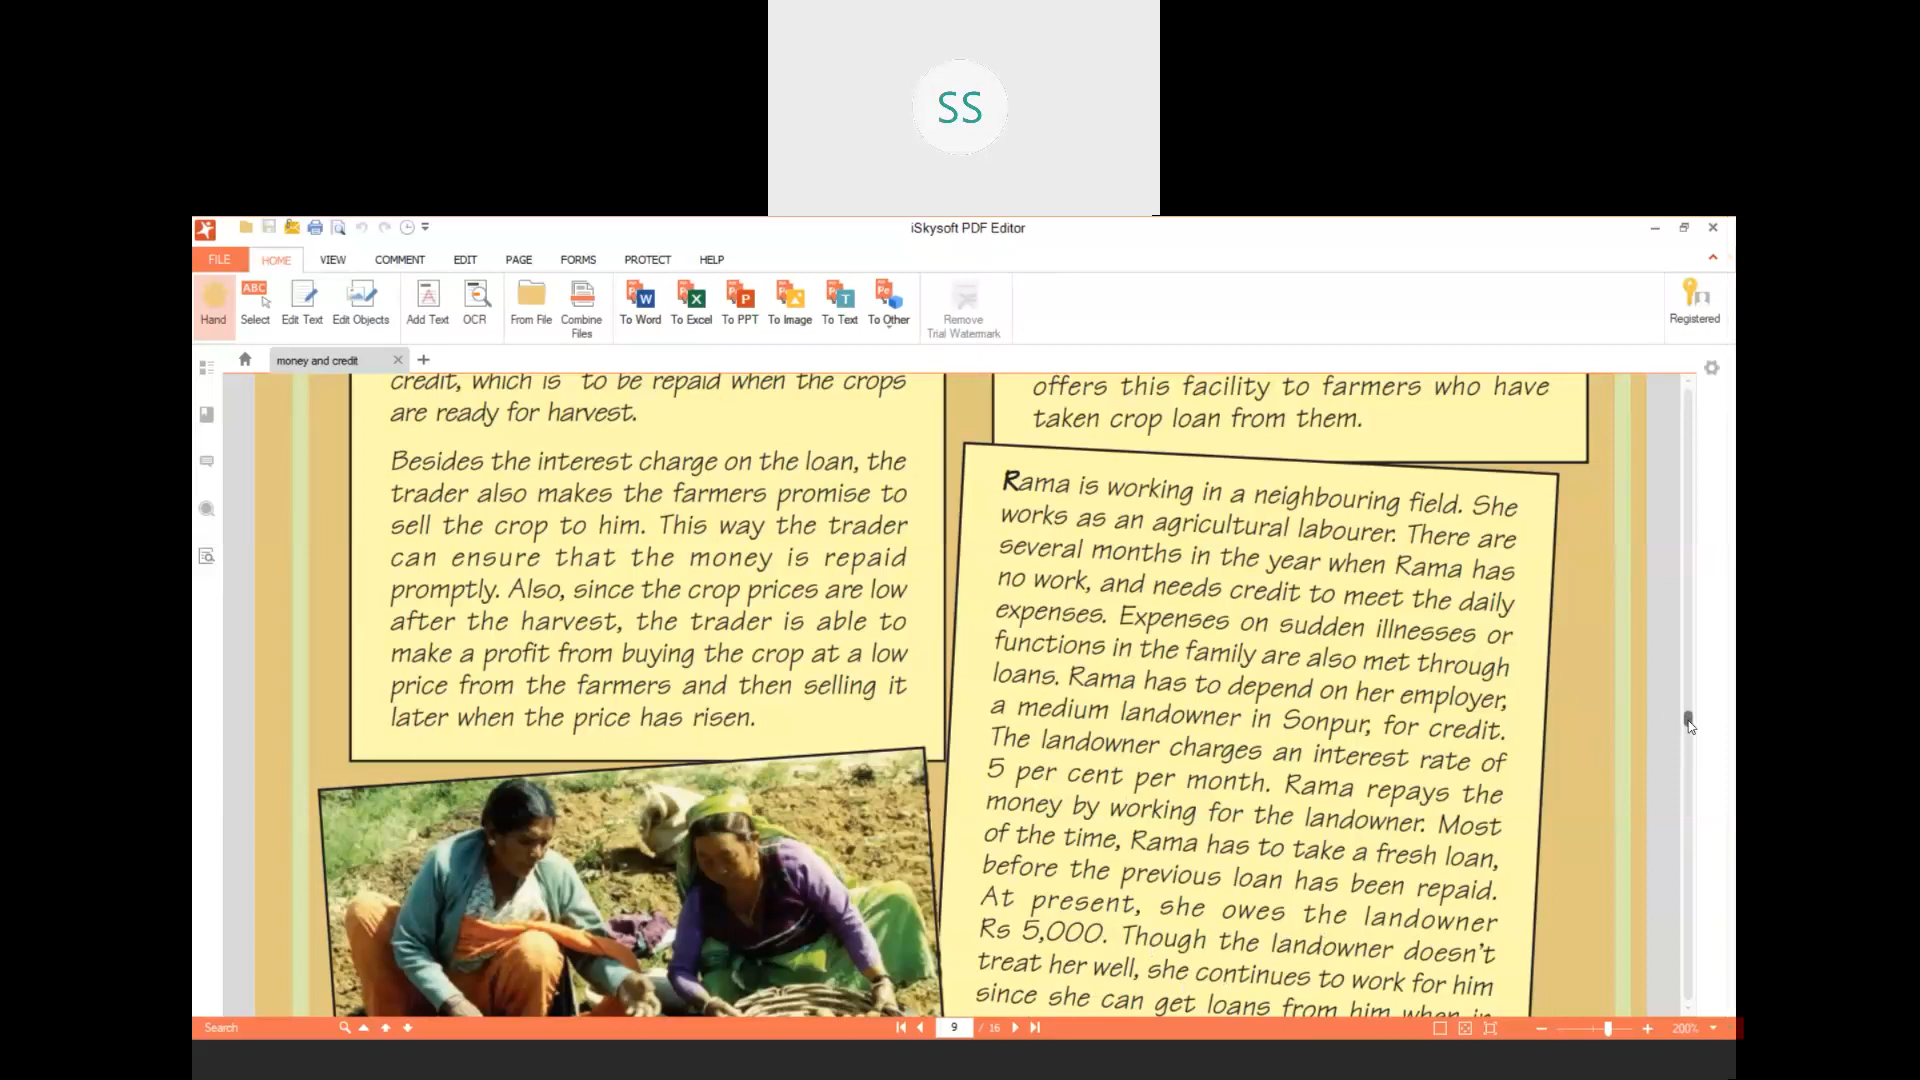 SS
iSkysoft PDF Editor
FILE HOME VIEW COMMENT EDIT PAGE FORMS PROTECT HELP
Hand
ABC
Select
Edit Text
Edit Objects
Add Text
OCR
From File
Combine
Files
To Word
To Excel
To PPT
To Image
To Text
To Other
Remove
Trial Watermark
Registered
money and credit
credit, which is to be repaid when the crops
are ready for harvest.
Besides the interest charge on the loan, the
trader also makes the farmers promise to
sell the crop to him. This way the trader
can ensure that the money is repaid
promptly. Also, since the crop prices are low
after the harvest, the trader is able to
make a profit from buying the crop at a low
price from the farmers and then selling it
later when the price has risen.
offers this facility to farmers who have
taken crop loan from them.
Rama is working in a neighbouring field. She
works as an agricultural labourer. There are
several months in the year when Rama has
no work, and needs credit to meet the daily
expenses. Expenses on sudden illnesses or
functions in the family are also met through
loans. Rama has to depend on her employer,
a medium landowner in Sonpur, for credit.
The landowner charges an interest rate of
5 per cent per month. Rama repays the
money by working for the landowner. Most
of the time, Rama has to take a fresh loan,
before the previous loan has been repaid.
At present, she owes the landowner
Rs 5,000. Though the landowner doesn't
treat her well, she continues to work for him
since she can get loans from him when in
Search
9 / 16
200%